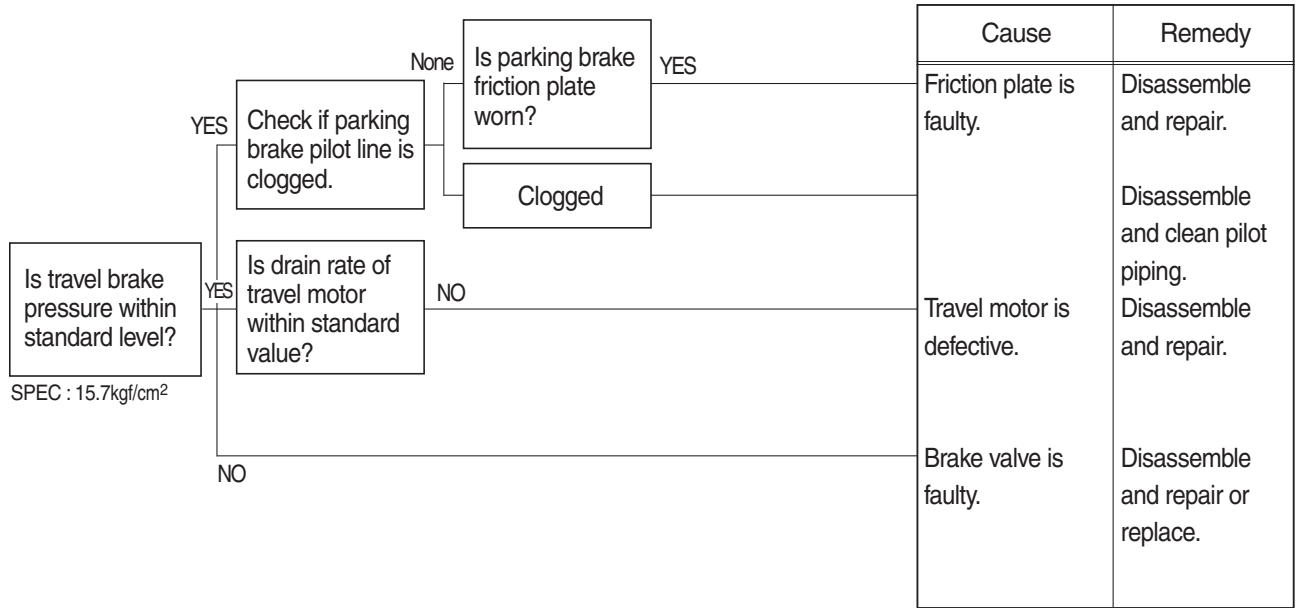 Cause
Remedy
None
Is parking brake
friction plate
worn?
YES
Friction plate is
faulty.
Disassemble
and repair.
YES
Check if parking
brake pilot line is
clogged.
Clogged
Disassemble
and clean pilot
piping.
Is travel brake
pressure within
standard level?
SPEC : 15.7kgf/cm²
YES
Is drain rate of
travel motor
within standard
value?
NO
Travel motor is
defective.
Disassemble
and repair.
NO
Brake valve is
faulty.
Disassemble
and repair or
replace.